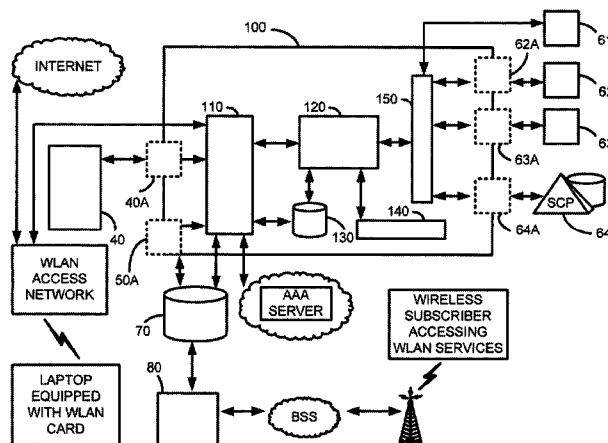 100
62A
61
INTERNET
110
120
150
62
63
40A
63A
SCP
40
130
140
64A
64
50A
WLAN
ACCESS
NETWORK
AAA
SERVER
WIRELESS
SUBSCRIBER
ACCESSING
WLAN SERVICES
70
80
LAPTOP
EQUIPPED
WITH WLAN
CARD
BSS